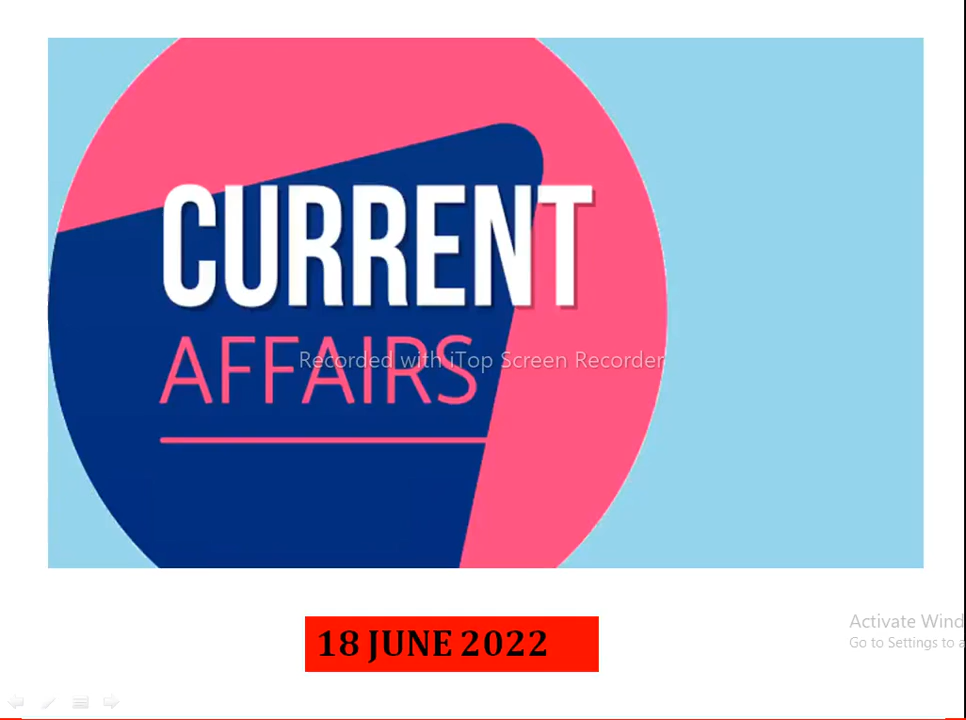 CURRENT
AFFAIRS
Recorded with iTop Screen Recorder
18 JUNE 2022
Activate Wind
Go to Settings to a